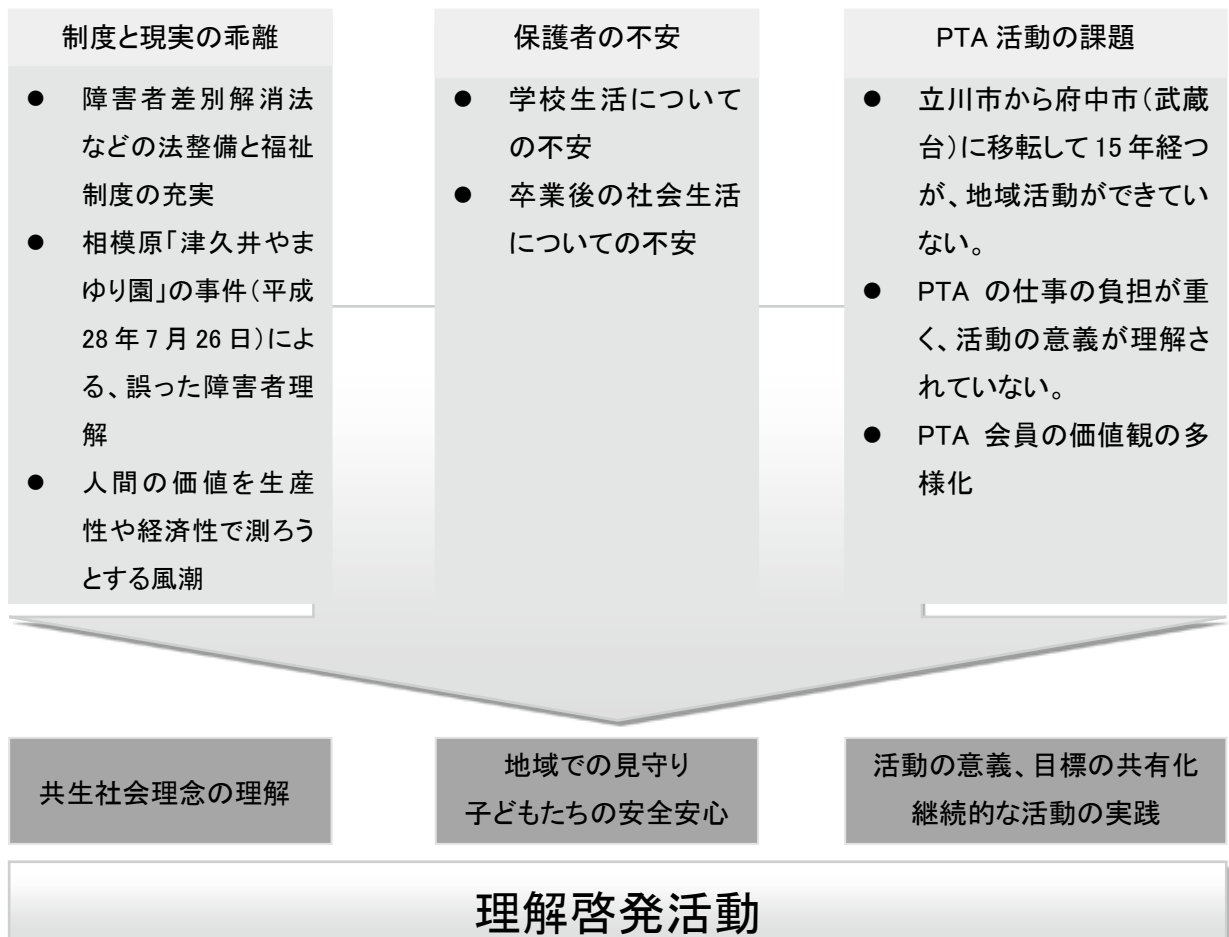 制度と現実の乖離
● 障害者差別解消法
などの法整備と福祉
制度の充実
● 相模原「津久井やま
ゆり園」の事件(平成
28年7月26日)によ
る、誤った障害者理
解
● 人間の価値を生産
性や経済性で測ろう
とする風潮
保護者の不安
● 学校生活について
の不安
● 卒業後の社会生活
についての不安
PTA活動の課題
● 立川市から府中市(武蔵
台)に移転して15年経つ
が、地域活動ができてい
ない。
● PTA の仕事の負担が重
く、活動の意義が理解さ
れていない。
● PTA 会員の価値観の多
様化
共生社会理念の理解
地域での見守り
子どもたちの安全安心
活動の意義、目標の共有化
継続的な活動の実践
理解啓発活動